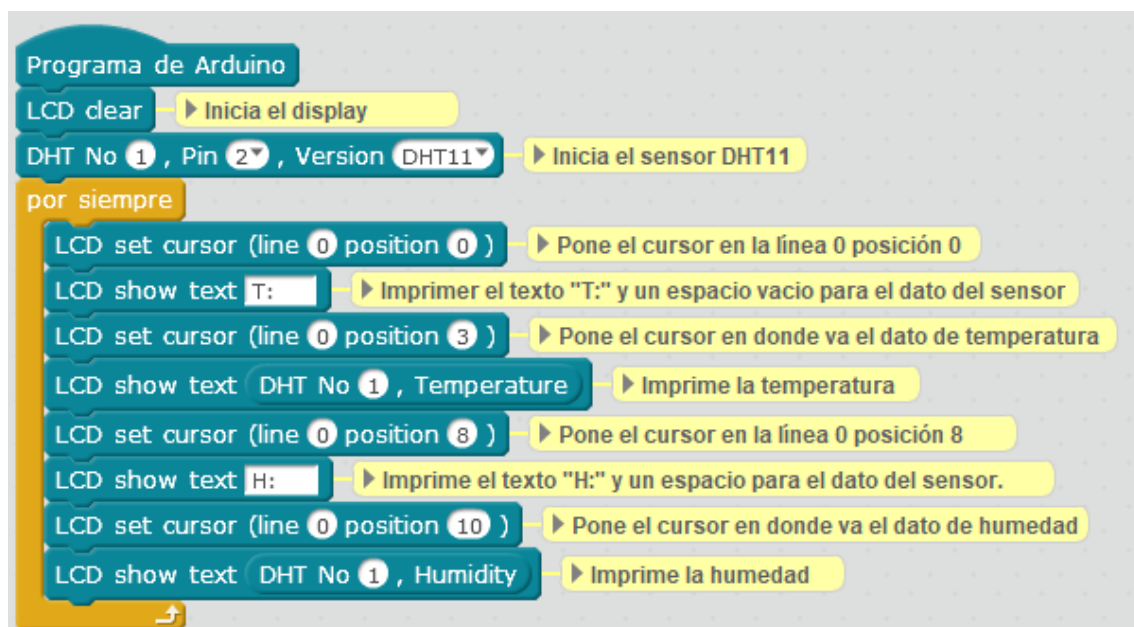 Programa de Arduino
LCD clear Inicia el display
DHT No 1 , Pin 2 , Version DHT11 Inicia el sensor DHT11
por siempre
LCD set cursor (line 0 position 0 ) Pone el cursor en la línea 0 posición 0
LCD show text T: Imprimer el texto "T:" y un espacio vacio para el dato del sensor
LCD set cursor (line 0 position 3 ) Pone el cursor en donde va el dato de temperatura
LCD show text DHT No 1 , Temperature Imprime la temperatura
LCD set cursor (line 0 position 8 ) Pone el cursor en la línea 0 posición 8
LCD show text H: Imprime el texto "H:" y un espacio para el dato del sensor.
LCD set cursor (line 0 position 10 ) Pone el cursor en donde va el dato de humedad
LCD show text DHT No 1 , Humidity Imprime la humedad